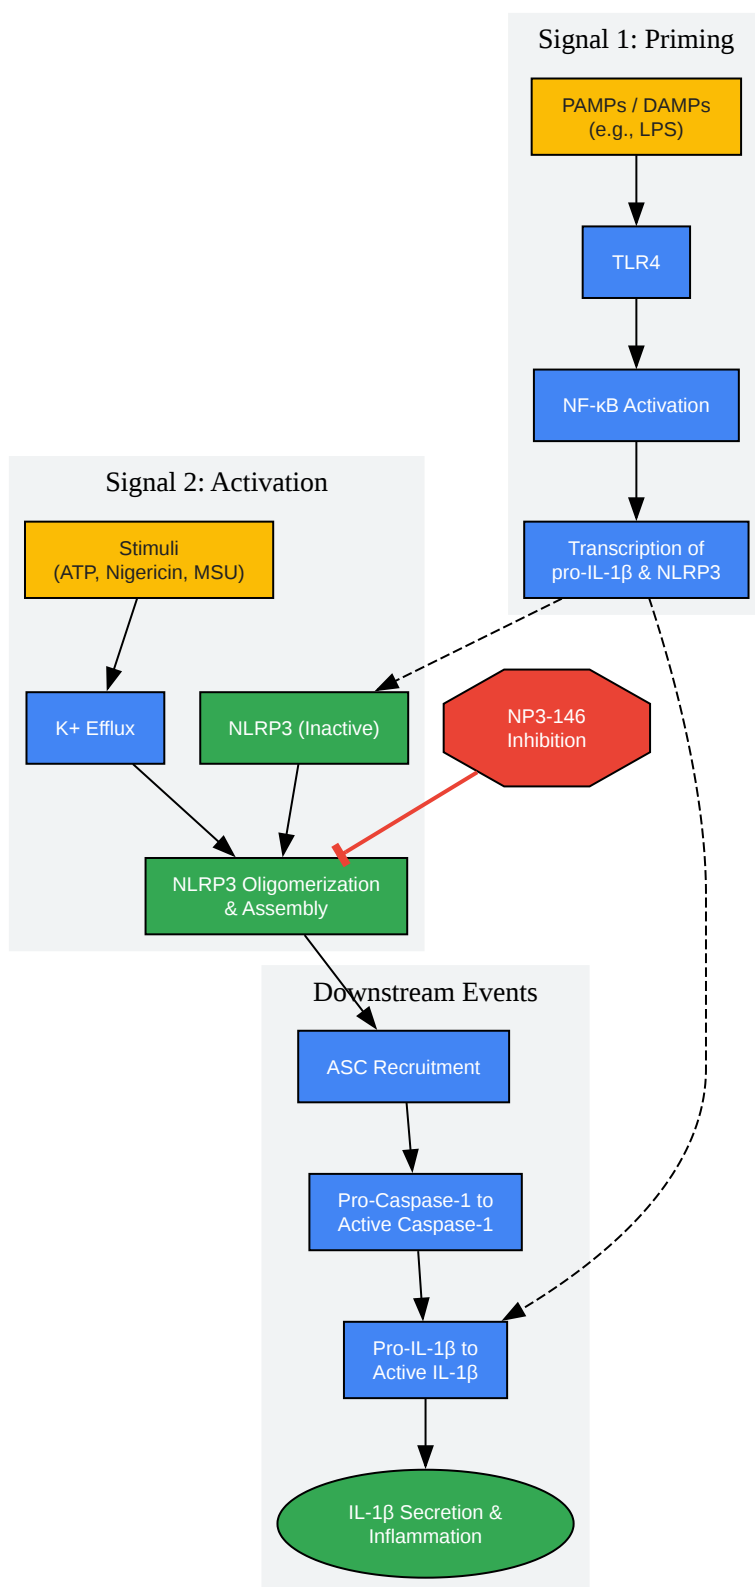 Signal 1: Priming
PAMPs / DAMPs
(e.g., LPS)
TLR4
NF-κB Activation
Transcription of
pro-IL-1β & NLRP3
Signal 2: Activation
Stimuli
(ATP, Nigericin, MSU)
K+ Efflux
NLRP3 (Inactive)
NP3-146
Inhibition
NLRP3 Oligomerization
& Assembly
Downstream Events
ASC Recruitment
Pro-Caspase-1 to
Active Caspase-1
Pro-IL-1β to
Active IL-1β
IL-1β Secretion &
Inflammation